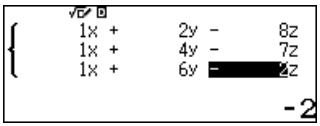 √▱ D
1x + 2y − 8z
1x + 4y − 7z
1x + 6y − 2z
−2